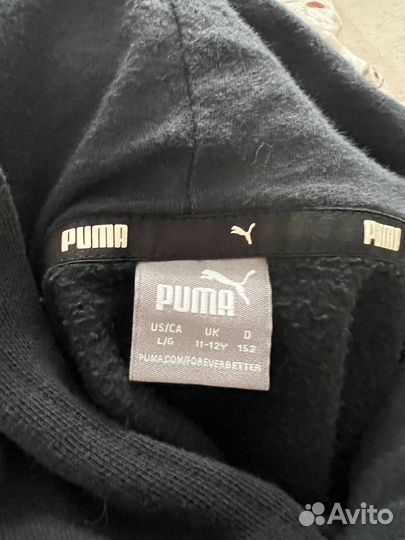 PUMA
PUMA
PUMA
US/CA UK D
L/G 11-12Y 152
PUMA.COM/FOREVERBETTER
Avito